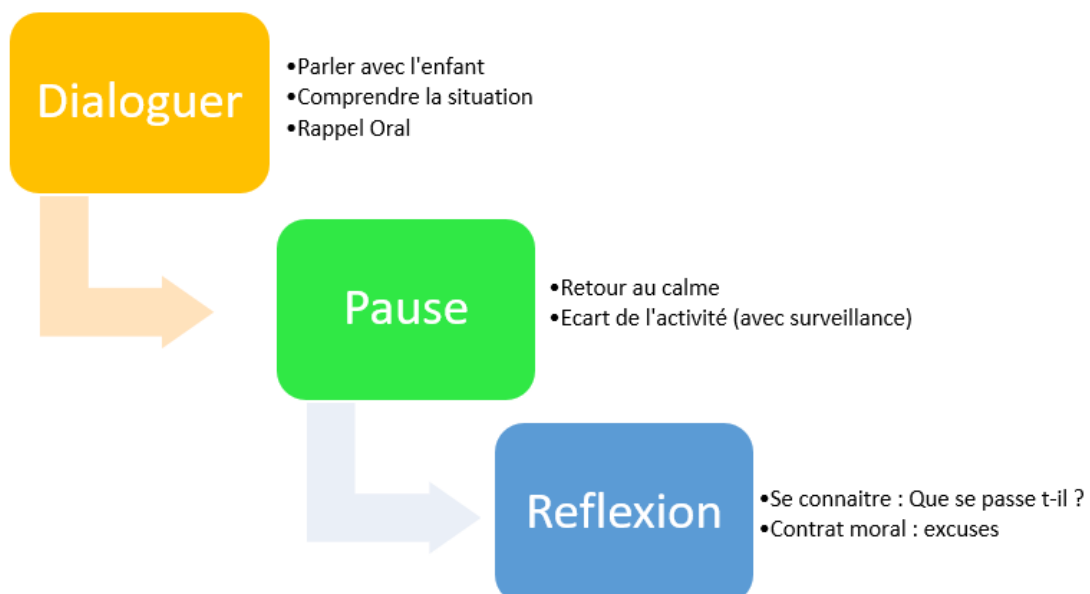 Dialoguer
•Parler avec l'enfant
•Comprendre la situation
•Rappel Oral
Pause
•Retour au calme
•Ecart de l'activité (avec surveillance)
Reflexion
•Se connaitre : Que se passe t-il ?
•Contrat moral : excuses